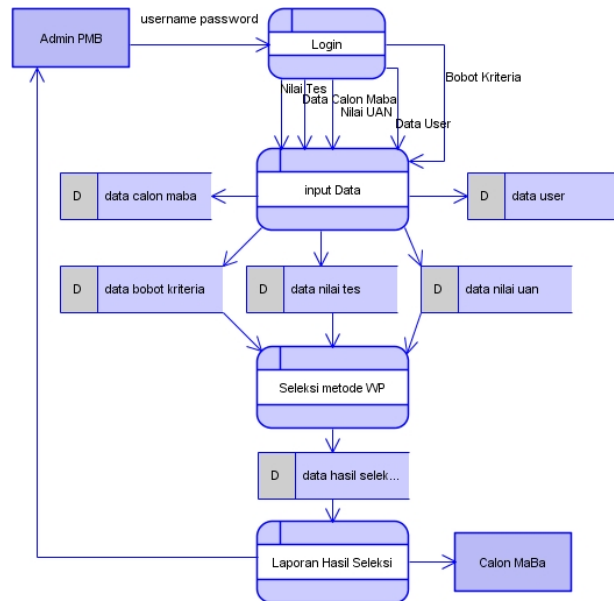 username password
Admin PMB
Login
Bobot Kriteria
Nilai Tes
Data Calon Maba
Nilai UAN
Data User
D data calon maba
input Data
D data user
D data bobot kriteria
D data nilai tes
D data nilai uan
Seleksi metode WP
D data hasil selek...
Laporan Hasil Seleksi
Calon MaBa